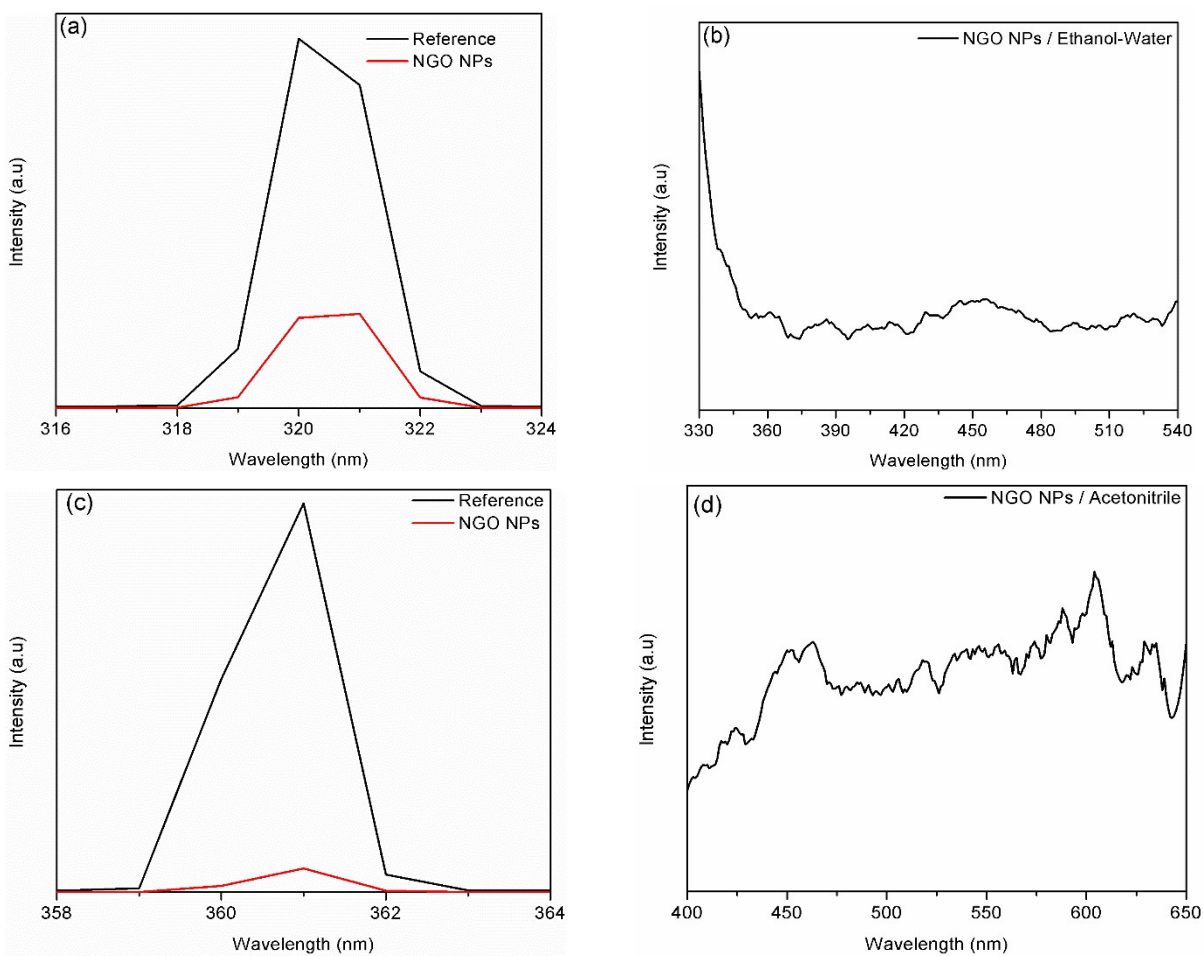 (a)
Reference
NGO NPs
Intensity (a.u)
316 318 320 322 324
Wavelength (nm)
(b)
NGO NPs / Ethanol-Water
Intensity (a.u)
330 360 390 420 450 480 510 540
Wavelength (nm)
(c)
Reference
NGO NPs
Intensity (a.u)
358 360 362 364
Wavelength (nm)
(d)
NGO NPs / Acetonitrile
Intensity (a.u)
400 450 500 550 600 650
Wavelength (nm)